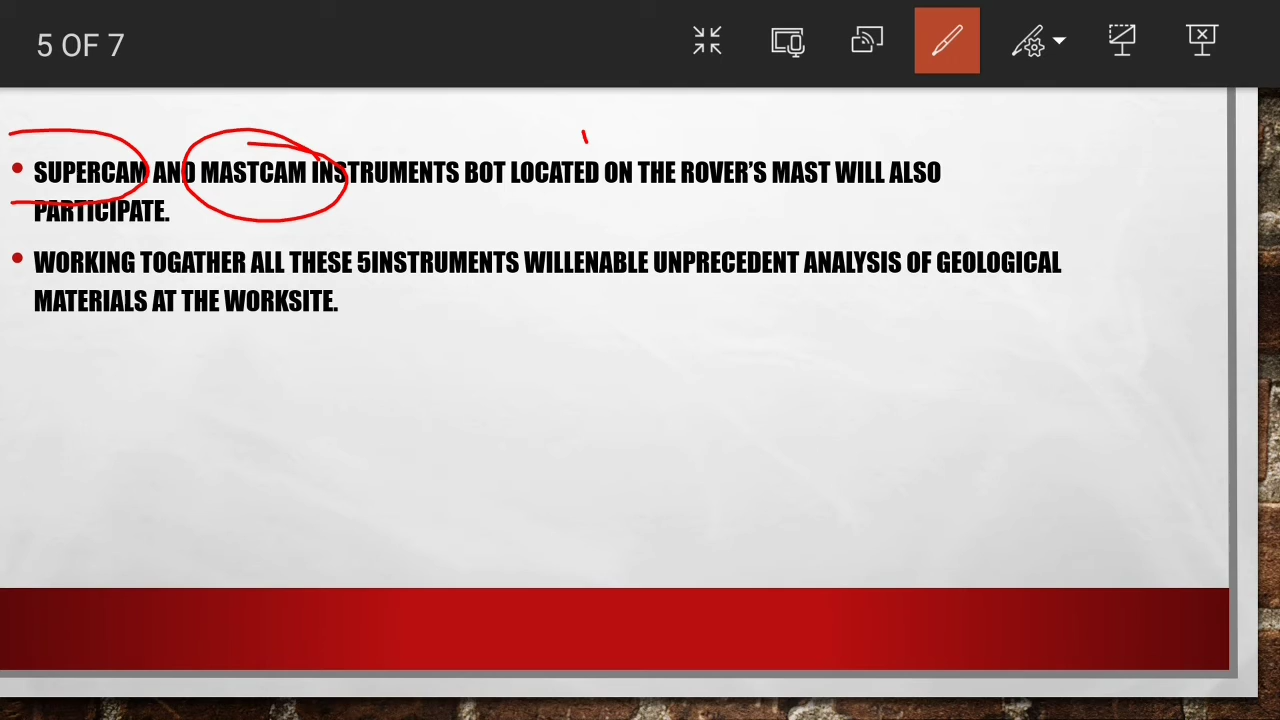 5 OF 7
• SUPERCAM AND MASTCAM INSTRUMENTS BOT LOCATED ON THE ROVER’S MAST WILL ALSO
PARTICIPATE.
• WORKING TOGATHER ALL THESE 5INSTRUMENTS WILLENABLE UNPRECEDENT ANALYSIS OF GEOLOGICAL
MATERIALS AT THE WORKSITE.